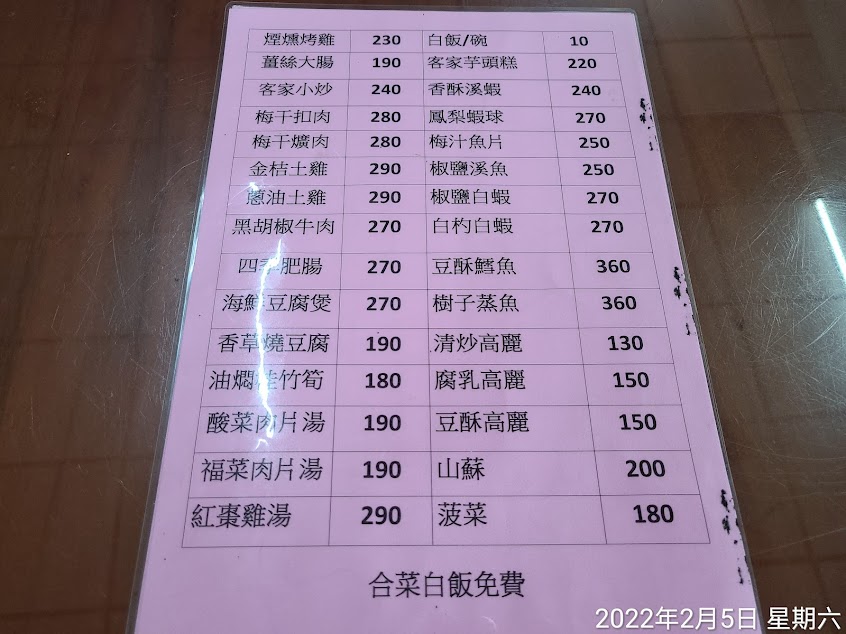 煙燻烤雞 230 白飯/碗 10
薑絲大腸 190 客家芋頭糕 220
客家小炒 240 香酥溪蝦 240
梅干扣肉 280 鳳梨蝦球 270
梅干爌肉 280 梅汁魚片 250
金桔土雞 290 椒鹽溪魚 250
蔥油土雞 290 椒鹽白蝦 270
黑胡椒牛肉 270 白杓白蝦 270
四季肥腸 270 豆酥鱈魚 360
海鮮豆腐煲 270 樹子蒸魚 360
香草燒豆腐 190 清炒高麗 130
油燜桂竹筍 180 腐乳高麗 150
酸菜肉片湯 190 豆酥高麗 150
福菜肉片湯 190 山蘇 200
紅棗雞湯 290 菠菜 180
合菜白飯免費
2022年2月5日 星期六